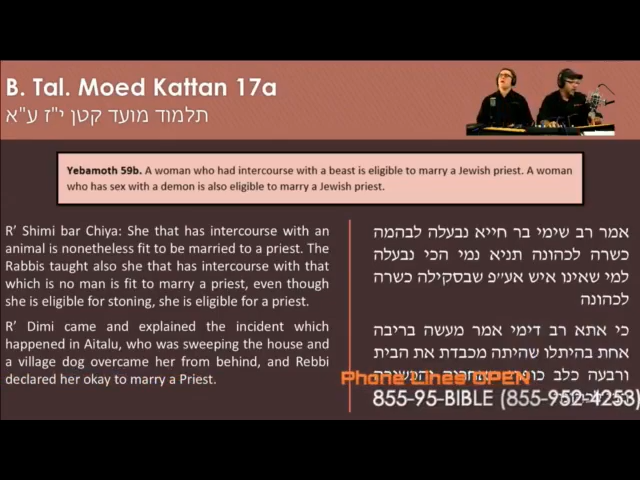 B. Tal. Moed Kattan 17a
תלמוד מועד קטן י"ז ע"א
Yebamoth 59b. A woman who had intercourse with a beast is eligible to marry a Jewish priest. A woman
who has sex with a demon is also eligible to marry a Jewish priest.
R’ Shimi bar Chiya: She that has intercourse with an
animal is nonetheless fit to be married to a priest. The
Rabbis taught also she that has intercourse with that
which is no man is fit to marry a priest, even though
she is eligible for stoning, she is eligible for a priest.
R’ Dimi came and explained the incident which
happened in Aitalu, who was sweeping the house and
a village dog overcame her from behind, and Rebbi
declared her okay to marry a Priest.
אמר רב שימי בר חייא נבעלה לבהמה
כשרה לכהונה תניא נמי הכי נבעלה
למי שאינו איש אע"פ שבסקילה כשרה
לכהונה
כי אתא רב דימי אמר מעשה בריבה
אחת בהיתלו שהיתה מכבדת את הבית
ורבעה כלב
Phone Lines OPEN
855-95-BIBLE (855-952-4253)